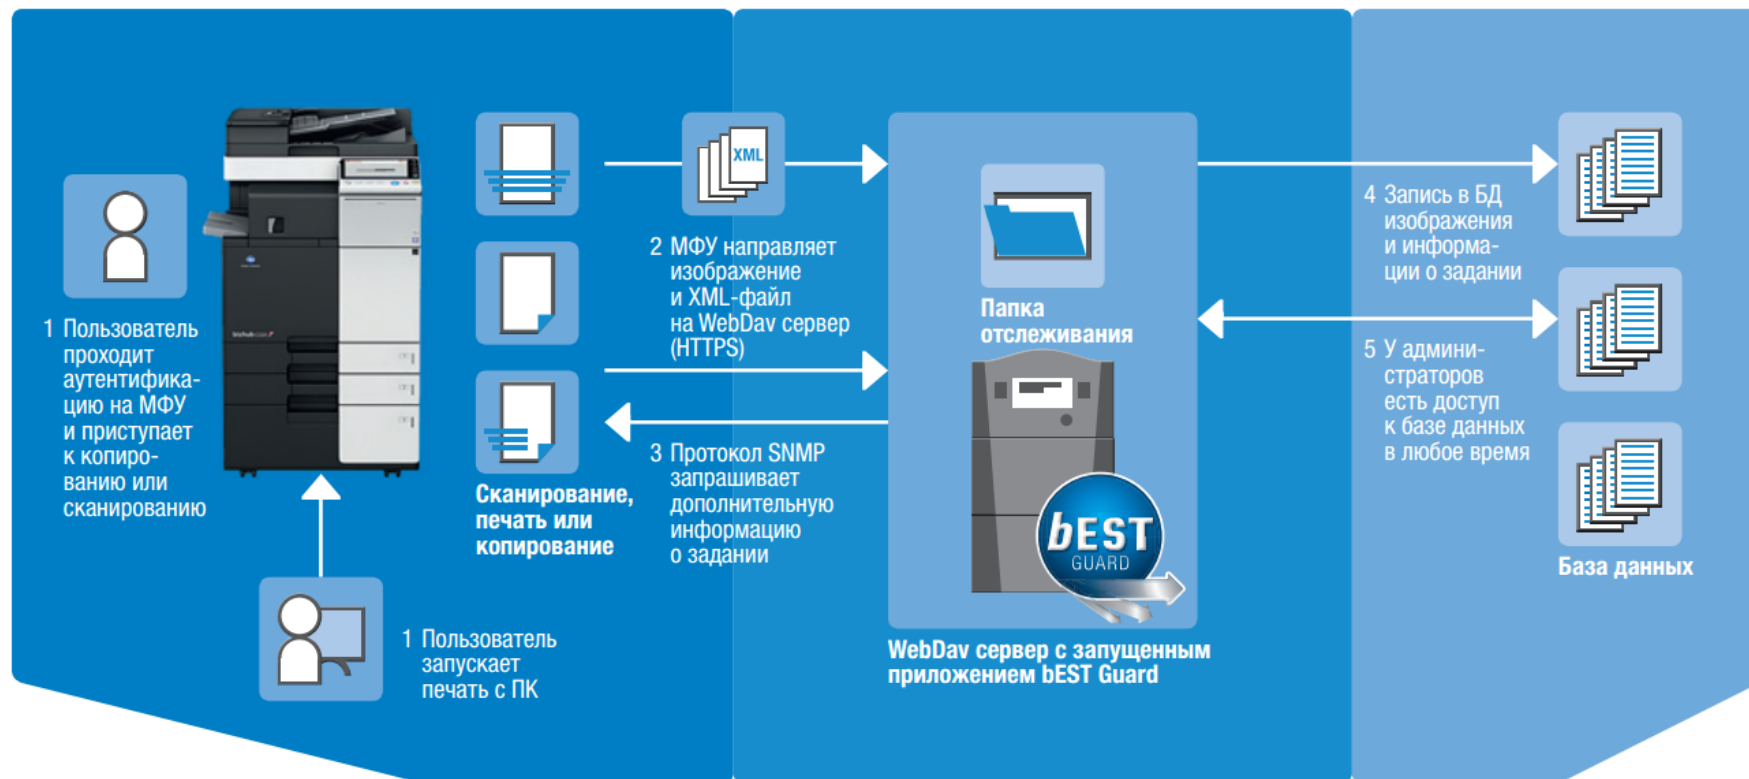 XML
1 Пользователь
проходит
аутентифика-
цию на МФУ
и приступает
к копиро-
ванию или
сканированию
1 Пользователь
запускает
печать с ПК
Сканирование,
печать или
копирование
2 МФУ направляет
изображение
и XML-файл
на WebDav сервер
(HTTPS)
3 Протокол SNMP
запрашивает
дополнительную
информацию
о задании
Папка
отслеживания
bEST
GUARD
WebDav сервер с запущенным
приложением bEST Guard
4 Запись в БД
изображения
и информа-
ции о задании
5 У админи-
страторов
есть доступ
к базе данных
в любое время
База данных